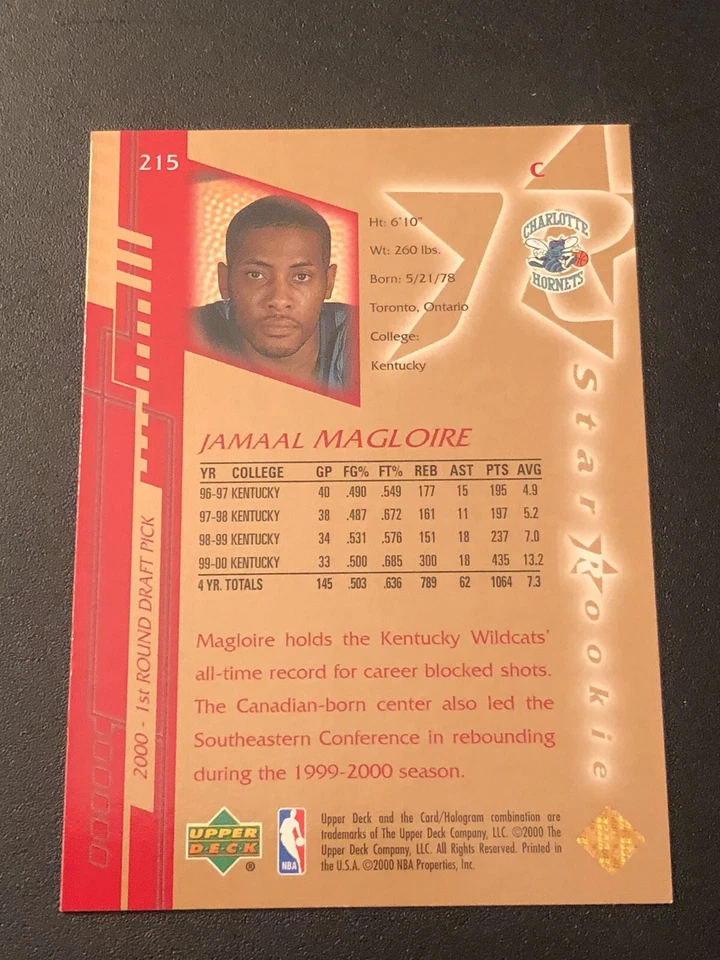 215
C
CHARLOTTE
HORNETS
Ht: 6'10"
Wt: 260 lbs.
Born: 5/21/78
Toronto, Ontario
College:
Kentucky
Star Rookie
JAMAAL MAGLOIRE
YR COLLEGE GP FG% FT% REB AST PTS AVG
96-97 KENTUCKY 40 .490 .549 177 15 195 4.9
97-98 KENTUCKY 38 .487 .672 161 11 197 5.2
98-99 KENTUCKY 34 .531 .576 151 18 237 7.0
99-00 KENTUCKY 33 .500 .685 300 18 435 13.2
4 YR. TOTALS 145 .503 .636 789 62 1064 7.3
2000 - 1st ROUND DRAFT PICK
Magloire holds the Kentucky Wildcats'
all-time record for career blocked shots.
The Canadian-born center also led the
Southeastern Conference in rebounding
during the 1999-2000 season.
UPPER
DECK
®
NBA
Upper Deck and the Card/Hologram combination are
trademarks of The Upper Deck Company, LLC. ©2000 The
Upper Deck Company, LLC. All Rights Reserved. Printed in
the U.S.A. ©2000 NBA Properties, Inc.